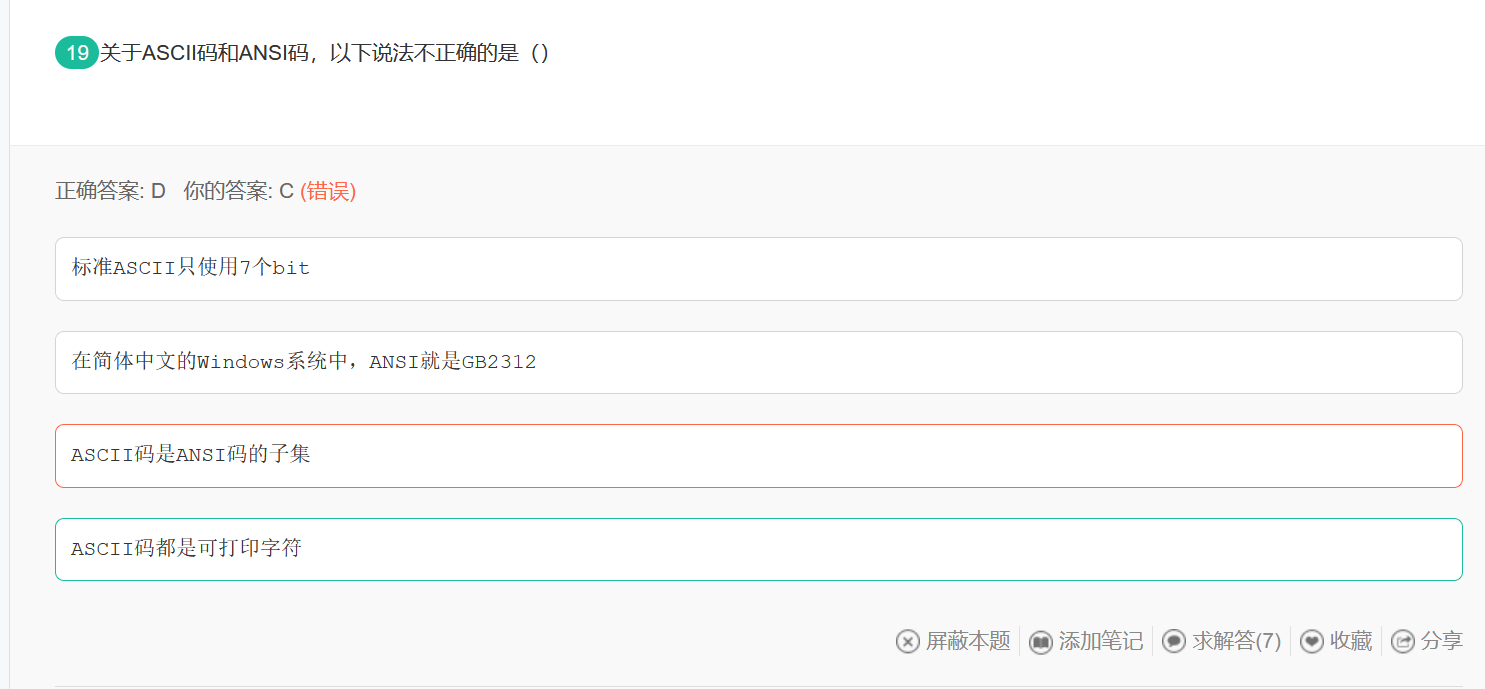 19 关于ASCII码和ANSI码，以下说法不正确的是（）
正确答案: D 你的答案: C (错误)
标准ASCII只使用7个bit
在简体中文的Windows系统中，ANSI就是GB2312
ASCII码是ANSI码的子集
ASCII码都是可打印字符
屏蔽本题 添加笔记 求解答(7) 收藏 分享